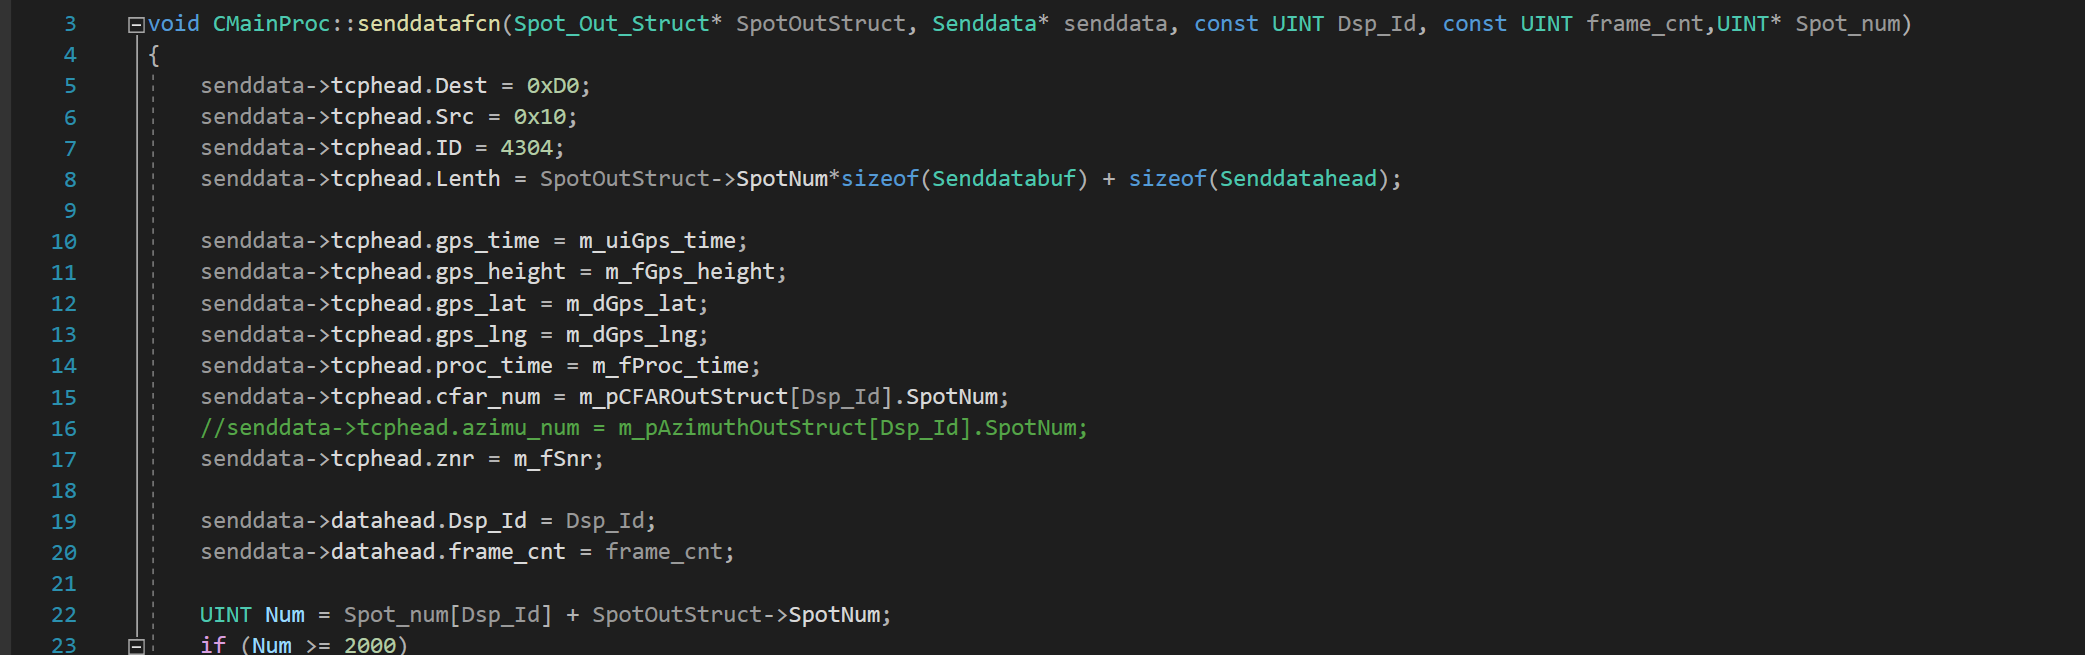 3 void CMainProc::senddatafcn(Spot_Out_Struct* SpotOutStruct, Senddata* senddata, const UINT Dsp_Id, const UINT frame_cnt,UINT* Spot_num)
4 {
5 senddata->tcphead.Dest = 0xD0;
6 senddata->tcphead.Src = 0x10;
7 senddata->tcphead.ID = 4304;
8 senddata->tcphead.Lenth = SpotOutStruct->SpotNum*sizeof(Senddatabuf) + sizeof(Senddatahead);
9
10 senddata->tcphead.gps_time = m_uiGps_time;
11 senddata->tcphead.gps_height = m_fGps_height;
12 senddata->tcphead.gps_lat = m_dGps_lat;
13 senddata->tcphead.gps_lng = m_dGps_lng;
14 senddata->tcphead.proc_time = m_fProc_time;
15 senddata->tcphead.cfar_num = m_pCFAROutStruct[Dsp_Id].SpotNum;
16 //senddata->tcphead.azimu_num = m_pAzimuthOutStruct[Dsp_Id].SpotNum;
17 senddata->tcphead.znr = m_fSnr;
18
19 senddata->datahead.Dsp_Id = Dsp_Id;
20 senddata->datahead.frame_cnt = frame_cnt;
21
22 UINT Num = Spot_num[Dsp_Id] + SpotOutStruct->SpotNum;
23 if (Num >= 2000)